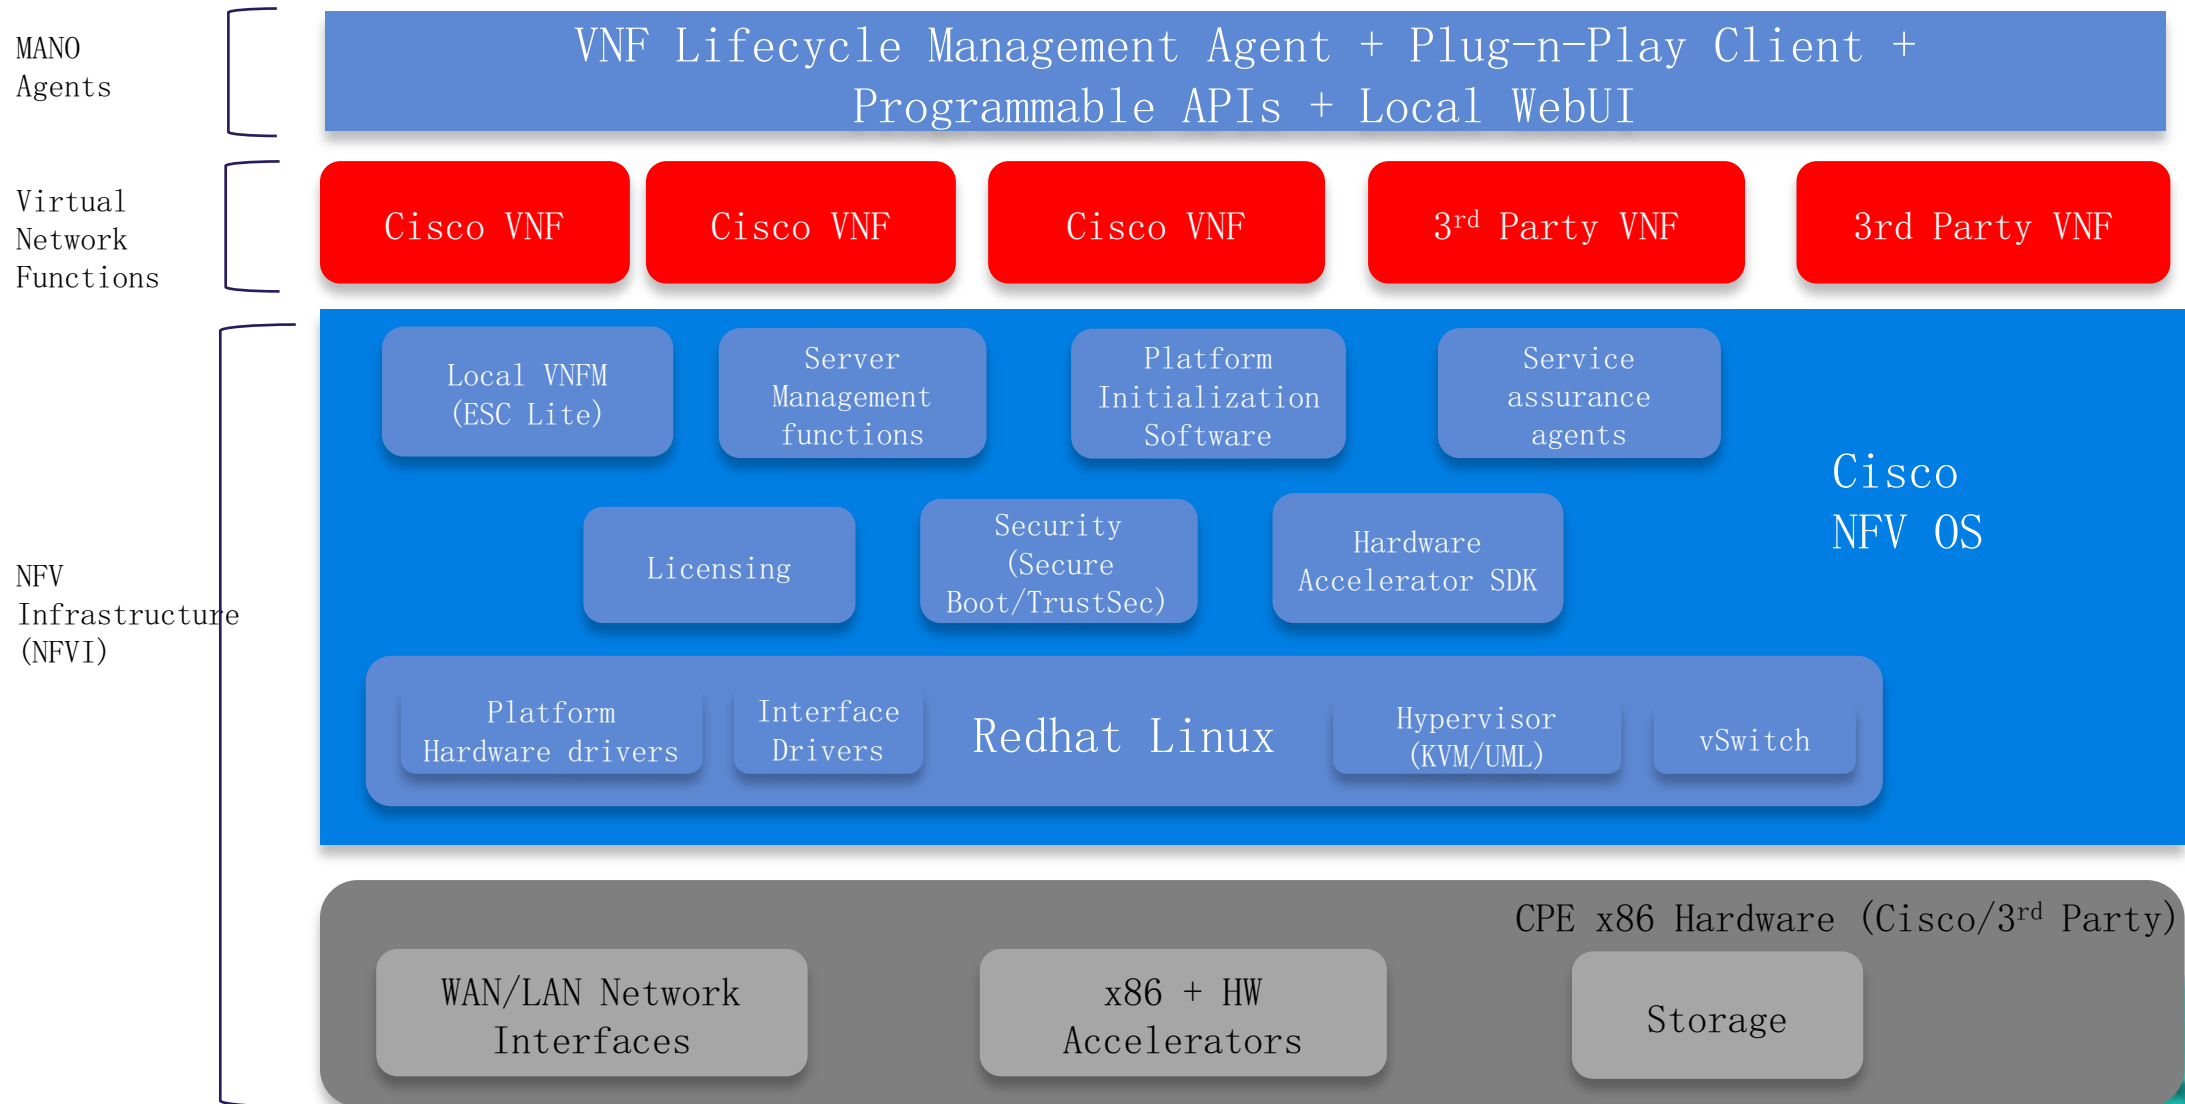 MANO
Agents
VNF Lifecycle Management Agent + Plug-n-Play Client +
Programmable APIs + Local WebUI
Virtual
Network
Functions
Cisco VNF
Cisco VNF
Cisco VNF
3rd Party VNF
3rd Party VNF
NFV
Infrastructure
(NFVI)
Local VNFM
(ESC Lite)
Server
Management
functions
Platform
Initialization
Software
Service
assurance
agents
Cisco
NFV OS
Licensing
Security
(Secure
Boot/TrustSec)
Hardware
Accelerator SDK
Platform
Hardware drivers
Interface
Drivers
Redhat Linux
Hypervisor
(KVM/UML)
vSwitch
CPE x86 Hardware (Cisco/3rd Party)
WAN/LAN Network
Interfaces
x86 + HW
Accelerators
Storage